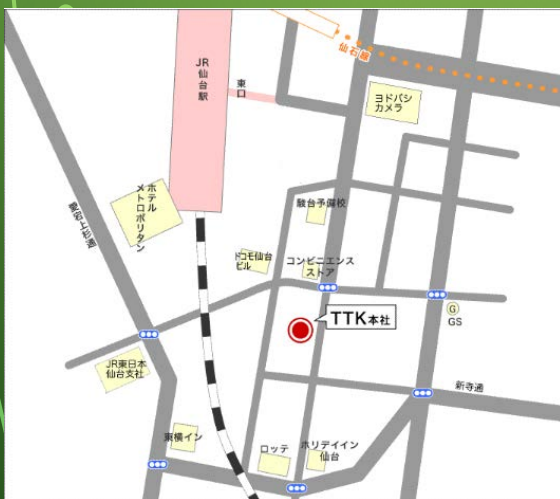 仙石線
JR仙台駅
東口
ヨドバシ
カメラ
ホテル
メトロポリタン
愛宕上杉通
駿台予備校
ドコモ仙台
ビル
コンビニエンス
ストア
TTK本社
G
GS
JR東日本
仙台支社
新寺通
東横イン
ロッテ
ホリデイイン
仙台